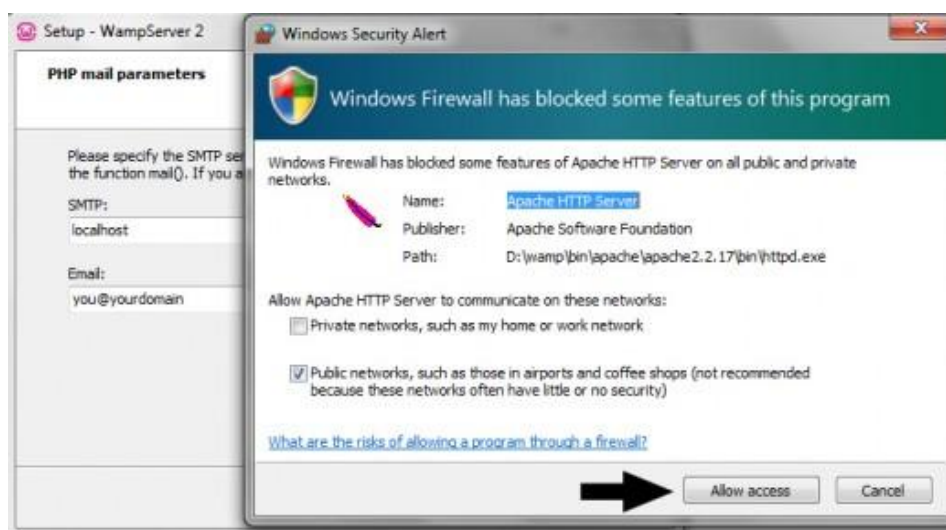 Setup - WampServer 2
PHP mail parameters
Please specify the SMTP ser
the function mail(). If you a
SMTP:
localhost
Email:
you@yourdomain
Windows Security Alert
Windows Firewall has blocked some features of this program
Windows Firewall has blocked some features of Apache HTTP Server on all public and private
networks.
Name: Apache HTTP Server
Publisher: Apache Software Foundation
Path: D:\wamp\bin\apache\apache2.2.17\bin\httpd.exe
Allow Apache HTTP Server to communicate on these networks:
Private networks, such as my home or work network
Public networks, such as those in airports and coffee shops (not recommended
because these networks often have little or no security)
What are the risks of allowing a program through a firewall?
Allow access
Cancel